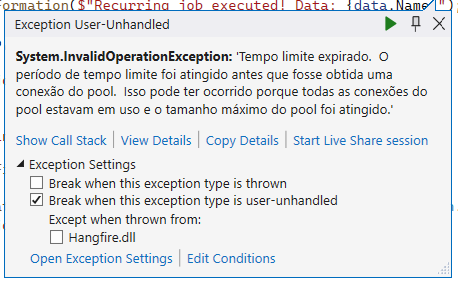 formation($"Recurring job executed! Data: {data.Name}");
Exception User-Unhandled
System.InvalidOperationException: 'Tempo limite expirado.  O
período de tempo limite foi atingido antes que fosse obtida uma
conexão do pool.  Isso pode ter ocorrido porque todas as conexões do
pool estavam em uso e o tamanho máximo do pool foi atingido.'
Show Call Stack | View Details | Copy Details | Start Live Share session
Exception Settings
Break when this exception type is thrown
Break when this exception type is user-unhandled
Except when thrown from:
Hangfire.dll
Open Exception Settings | Edit Conditions